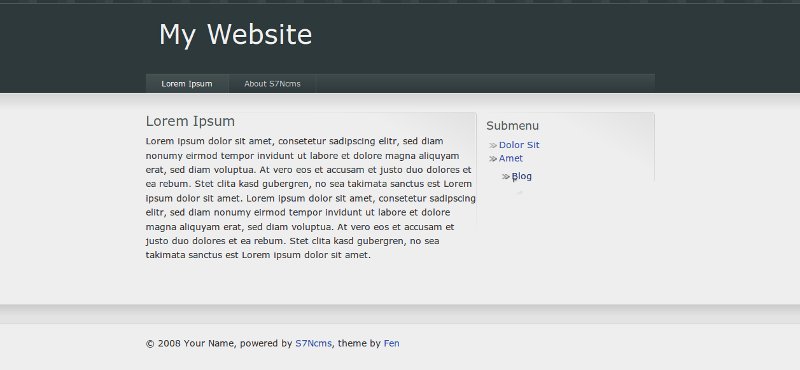 My Website
Lorem Ipsum
About S7Ncms
Lorem Ipsum
Lorem ipsum dolor sit amet, consetetur sadipscing elitr, sed diam
nonumy eirmod tempor invidunt ut labore et dolore magna aliquyam
erat, sed diam voluptua. At vero eos et accusam et justo duo dolores et
ea rebum. Stet clita kasd gubergren, no sea takimata sanctus est Lorem
ipsum dolor sit amet. Lorem ipsum dolor sit amet, consetetur sadipscing
elitr, sed diam nonumy eirmod tempor invidunt ut labore et dolore
magna aliquyam erat, sed diam voluptua. At vero eos et accusam et
justo duo dolores et ea rebum. Stet clita kasd gubergren, no sea
takimata sanctus est Lorem ipsum dolor sit amet.
Submenu
Dolor Sit
Amet
Blog
© 2008 Your Name, powered by S7Ncms, theme by Fen